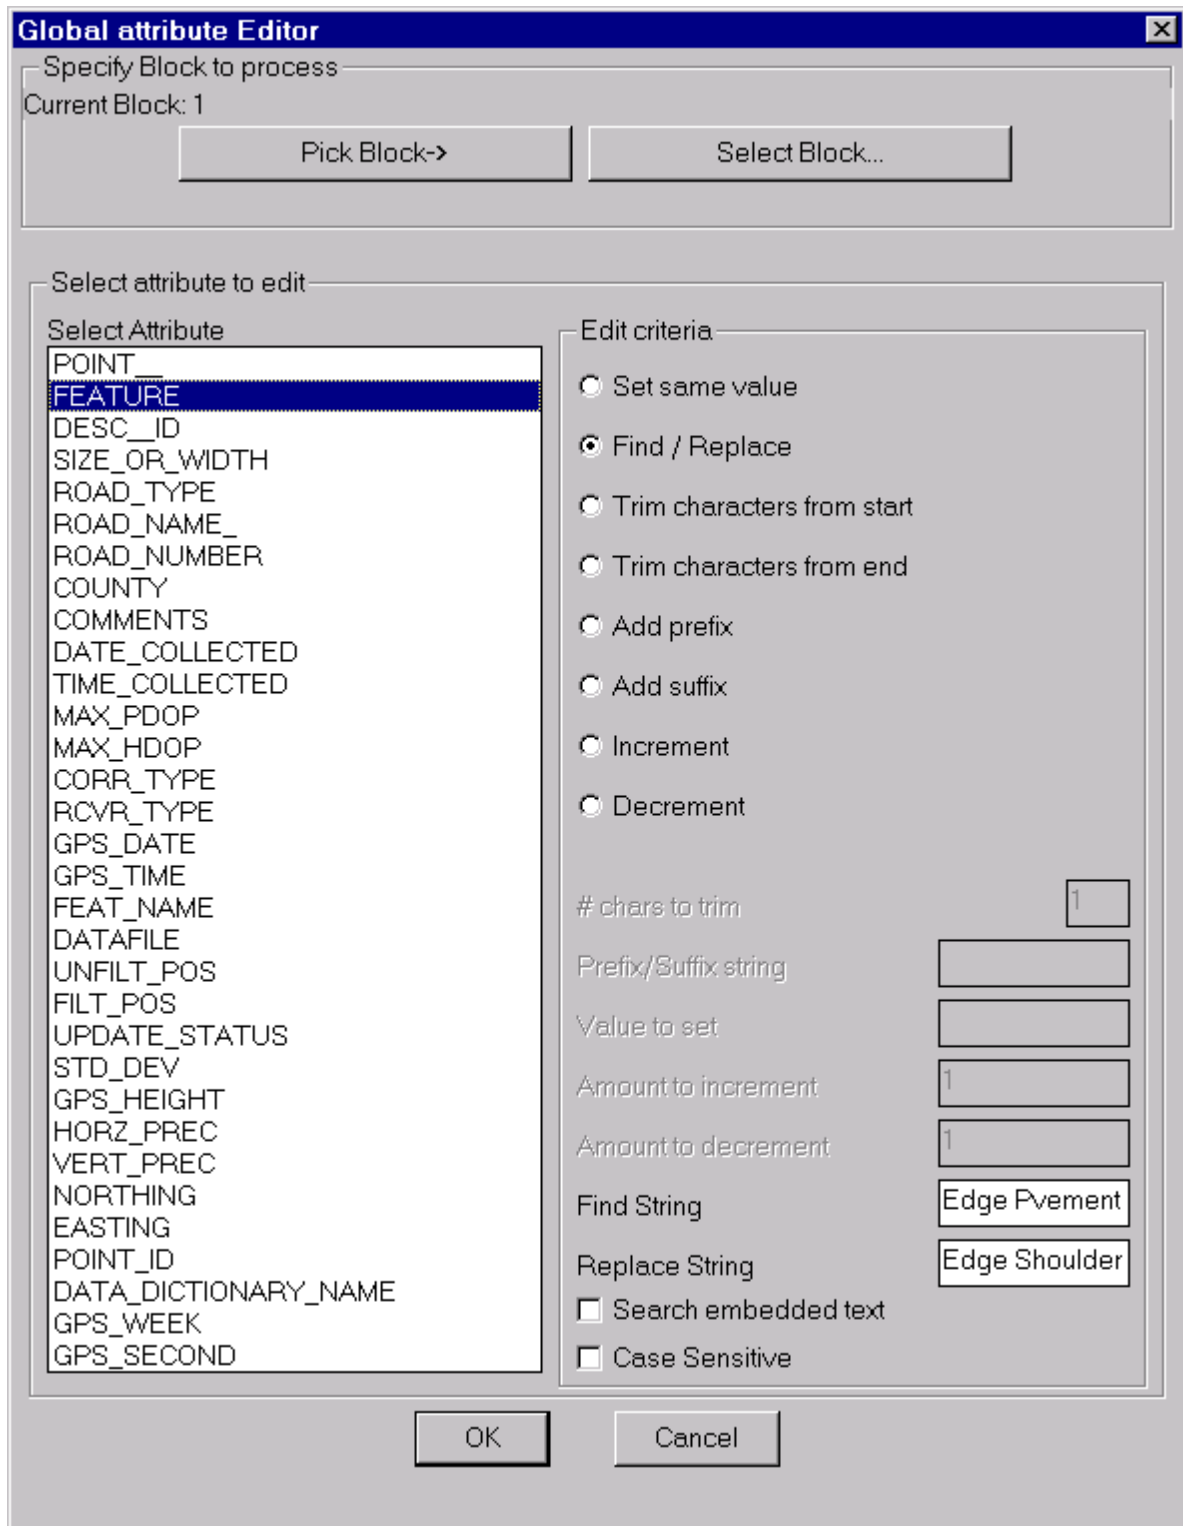 Global attribute Editor
Specify Block to process
Current Block: 1
Pick Block->
Select Block...
Select attribute to edit
Select Attribute
POINT__
FEATURE
DESC__ID
SIZE_OR_WIDTH
ROAD_TYPE
ROAD_NAME_
ROAD_NUMBER
COUNTY
COMMENTS
DATE_COLLECTED
TIME_COLLECTED
MAX_PDOP
MAX_HDOP
CORR_TYPE
RCVR_TYPE
GPS_DATE
GPS_TIME
FEAT_NAME
DATAFILE
UNFILT_POS
FILT_POS
UPDATE_STATUS
STD_DEV
GPS_HEIGHT
HORZ_PREC
VERT_PREC
NORTHING
EASTING
POINT_ID
DATA_DICTIONARY_NAME
GPS_WEEK
GPS_SECOND
Edit criteria
Set same value
Find / Replace
Trim characters from start
Trim characters from end
Add prefix
Add suffix
Increment
Decrement
# chars to trim 1
Prefix/Suffix string
Value to set
Amount to increment 1
Amount to decrement 1
Find String Edge Pvement
Replace String Edge Shoulder
Search embedded text
Case Sensitive
OK
Cancel